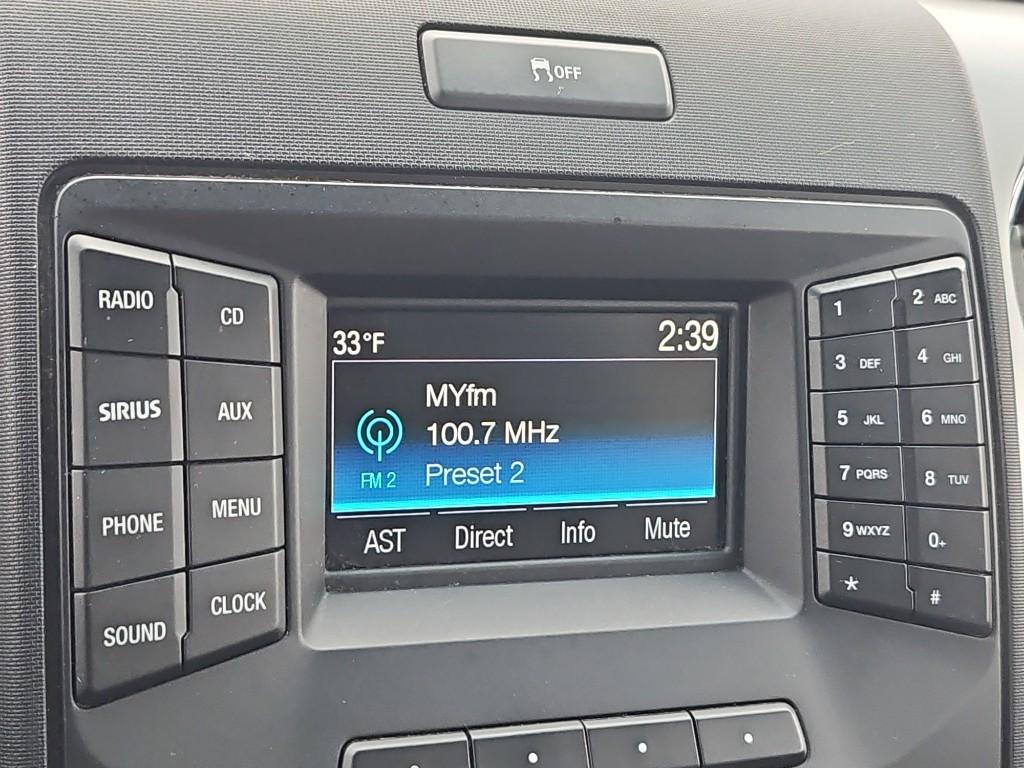 OFF
RADIO
CD
SIRIUS
AUX
PHONE
MENU
SOUND
CLOCK
33°F
2:39
MYfm
100.7 MHz
FM 2
Preset 2
AST Direct Info Mute
1
2 ABC
3 DEF
4 GHI
5 JKL
6 MNO
7 PQRS
8 TUV
9 WXYZ
0+
*
#